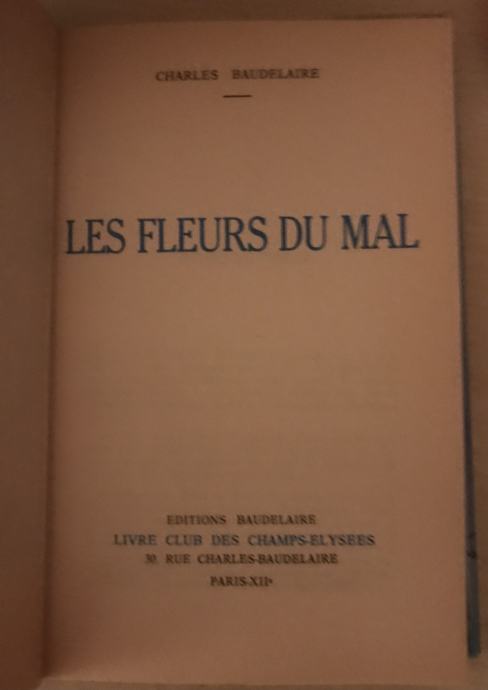 CHARLES BAUDELAIRE
LES FLEURS DU MAL
EDITIONS BAUDELAIRE
LIVRE CLUB DES CHAMPS-ELYSEES
30, RUE CHARLES-BAUDELAIRE
PARIS-XIIe